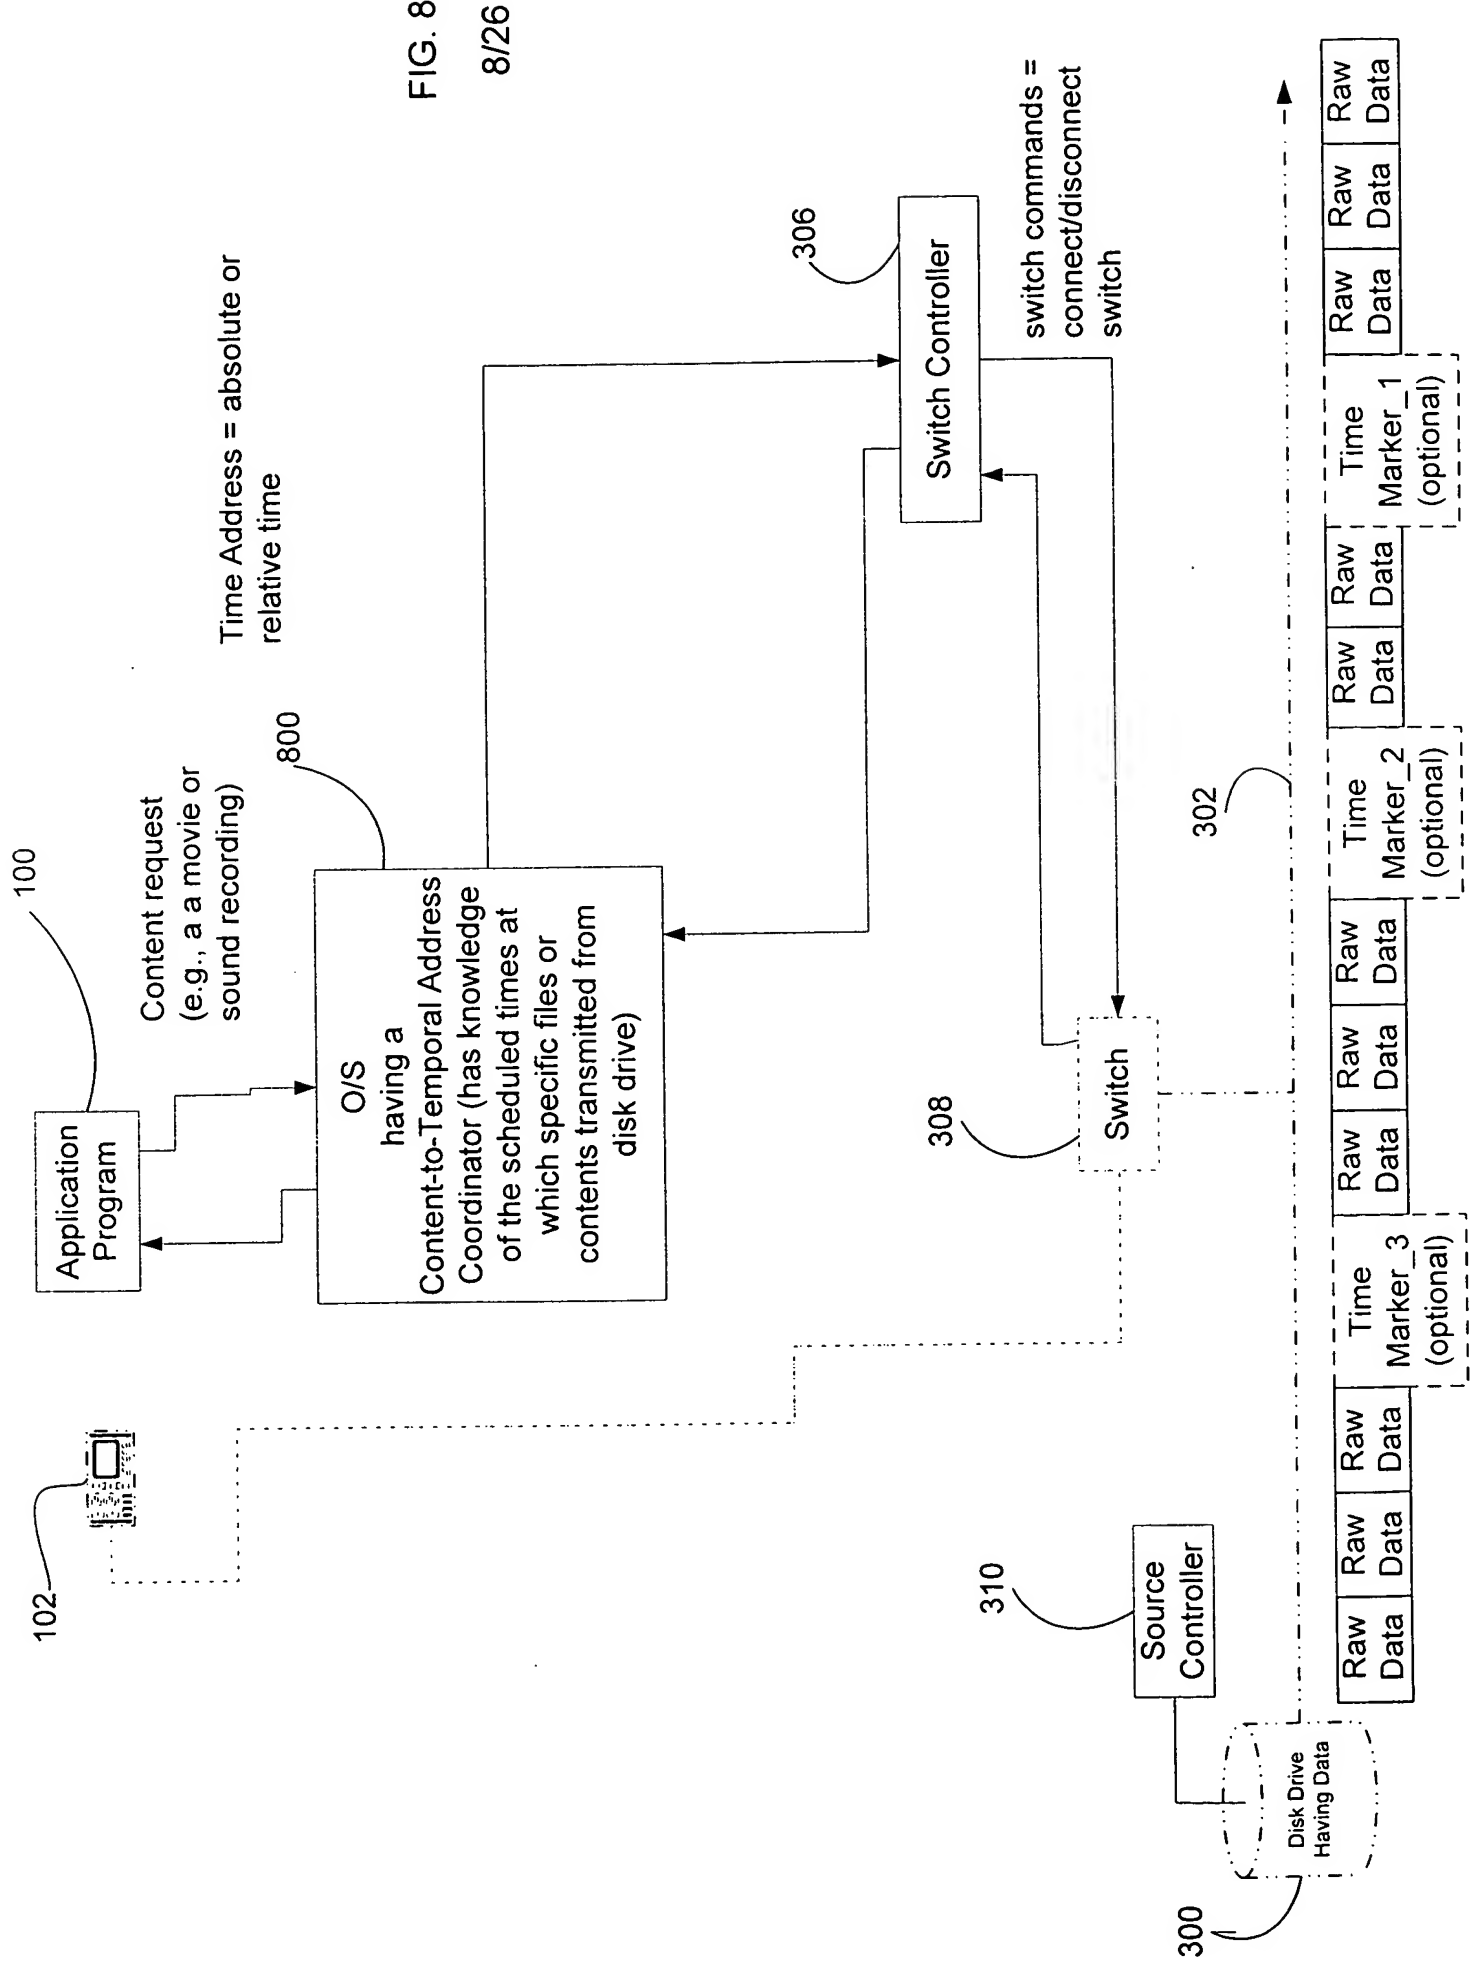 FIG. 8
8/26
100
Application
Program
Content request
(e.g., a a movie or
sound recording)
Time Address = absolute or
relative time
102
800
O/S
having a
Content-to-Temporal Address
Coordinator (has knowledge
of the scheduled times at
which specific files or
contents transmitted from
disk drive)
306
Switch Controller
switch commands =
connect/disconnect
switch
308
Switch
310
Source
Controller
302
300
Disk Drive
Having Data
Raw
Data
Raw
Data
Raw
Data
Time
Marker_3
(optional)
Raw
Data
Raw
Data
Raw
Data
Time
Marker_2
(optional)
Raw
Data
Raw
Data
Time
Marker_1
(optional)
Raw
Data
Raw
Data
Raw
Data